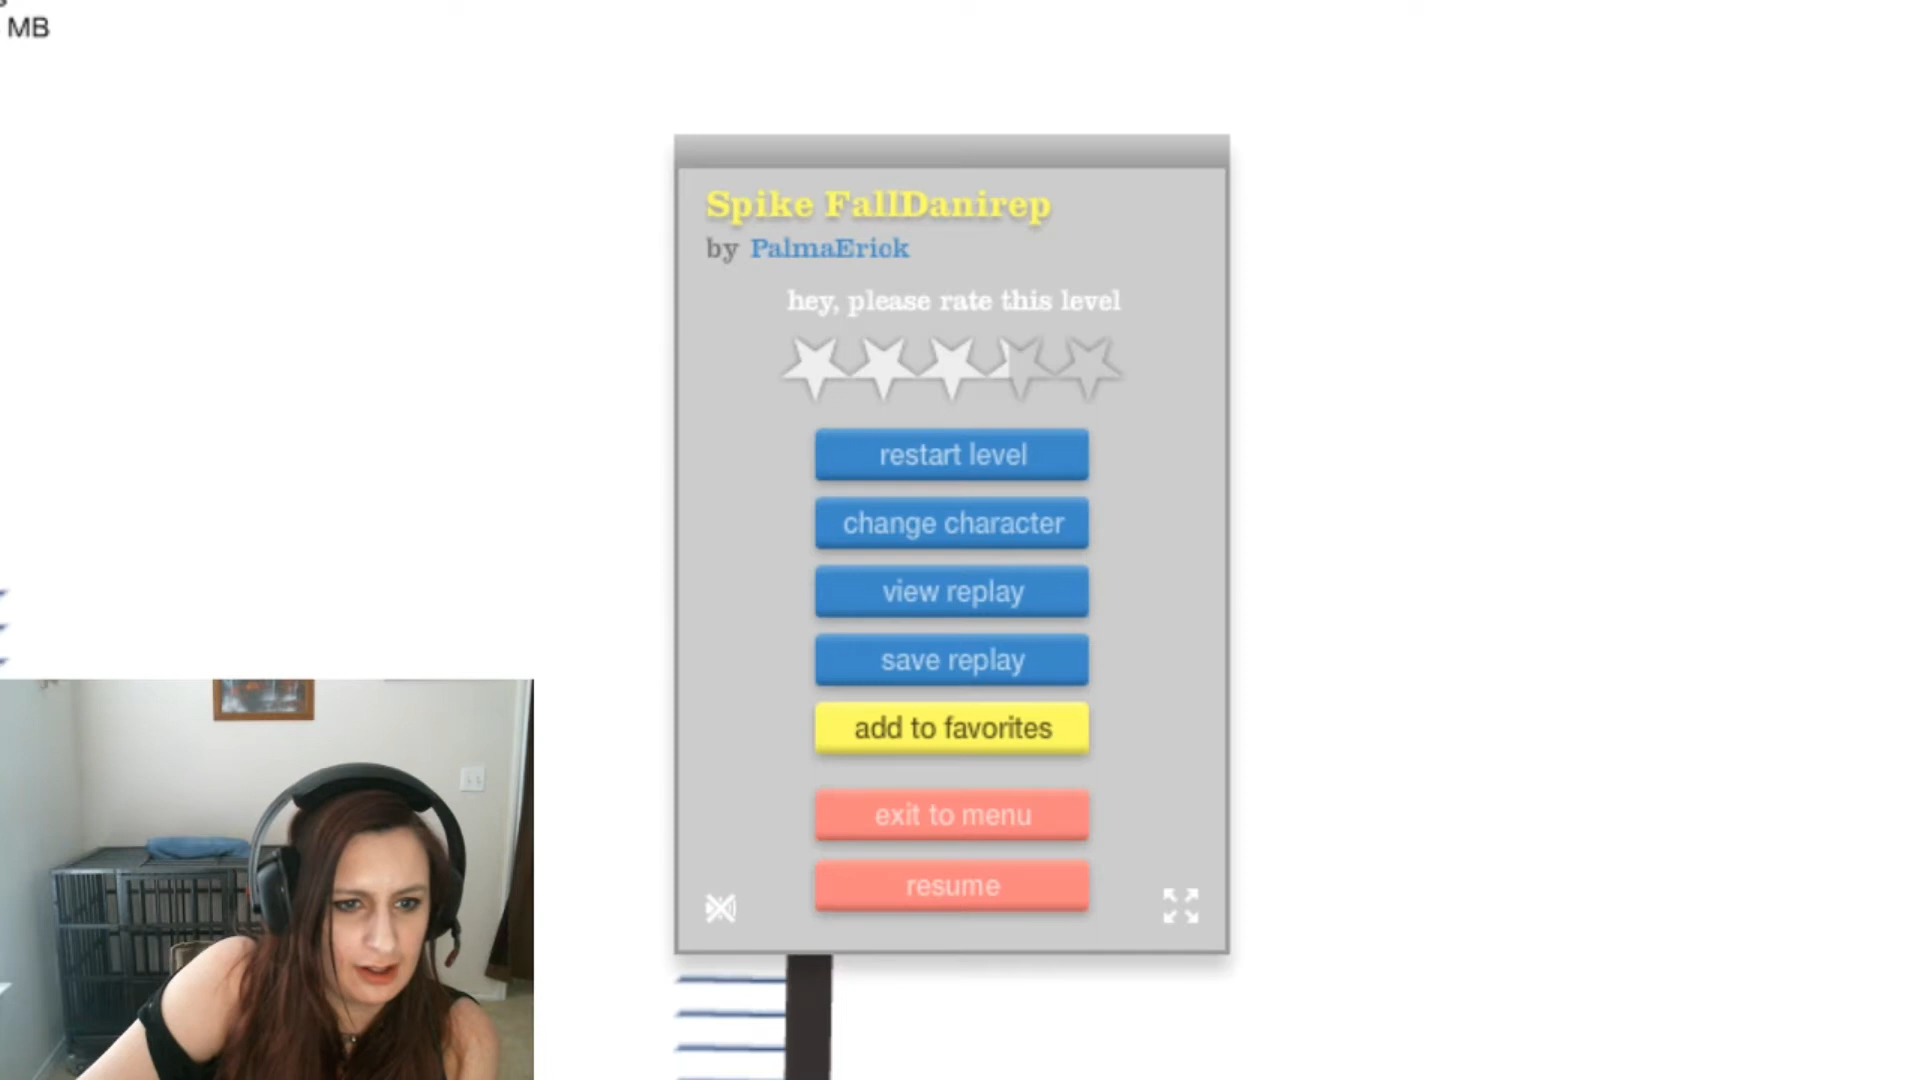 MB
Spike FallDanirep
by PalmaErick
hey, please rate this level
restart level
change character
view replay
save replay
add to favorites
exit to menu
resume